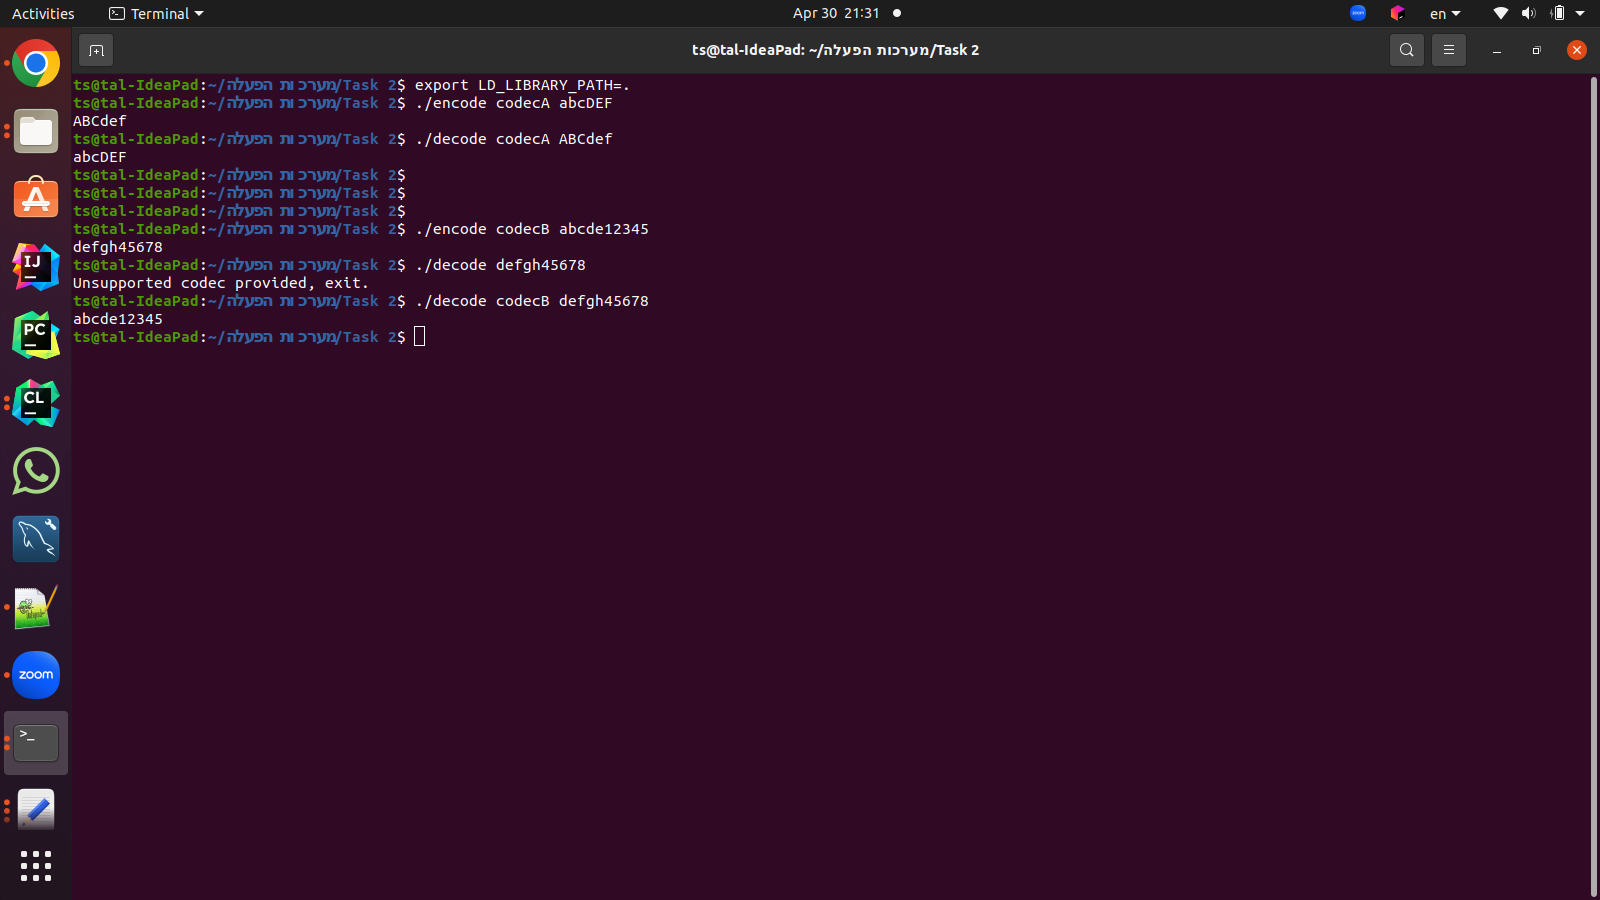 Activities
Terminal
Apr 30 21:31
zoom
en
ts@tal-IdeaPad: ~/מערכות הפעלה/Task 2
ts@tal-IdeaPad:~/מערכות הפעלה/Task 2$ export LD_LIBRARY_PATH=.
ts@tal-IdeaPad:~/מערכות הפעלה/Task 2$ ./encode codecA abcDEF
ABCdef
ts@tal-IdeaPad:~/מערכות הפעלה/Task 2$ ./decode codecA ABCdef
abcDEF
ts@tal-IdeaPad:~/מערכות הפעלה/Task 2$
ts@tal-IdeaPad:~/מערכות הפעלה/Task 2$
ts@tal-IdeaPad:~/מערכות הפעלה/Task 2$
ts@tal-IdeaPad:~/מערכות הפעלה/Task 2$ ./encode codecB abcde12345
defgh45678
ts@tal-IdeaPad:~/מערכות הפעלה/Task 2$ ./decode defgh45678
Unsupported codec provided, exit.
ts@tal-IdeaPad:~/מערכות הפעלה/Task 2$ ./decode codecB defgh45678
abcde12345
ts@tal-IdeaPad:~/מערכות הפעלה/Task 2$
IJ
PC
CL
zoom
>_